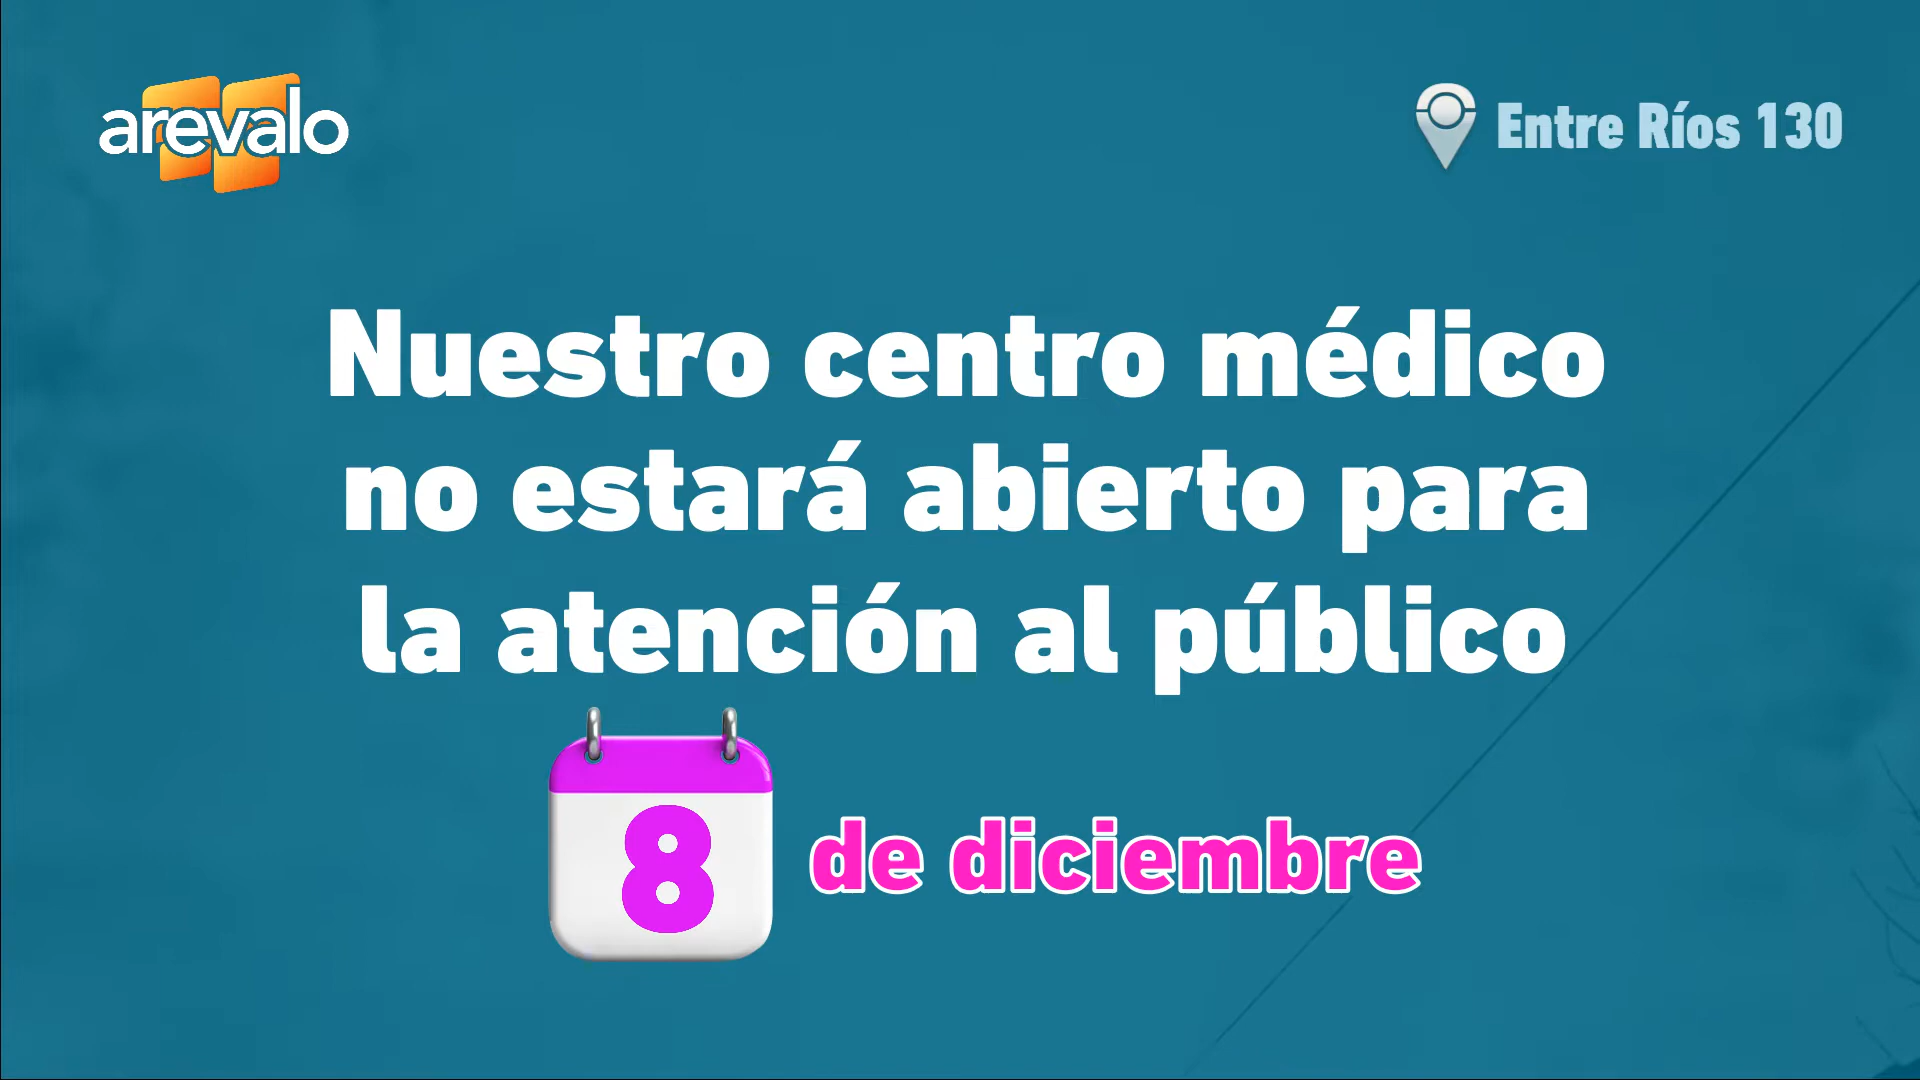 arevalo
Entre Ríos 130
Nuestro centro médico
no estará abierto para
la atención al público
8
de diciembre